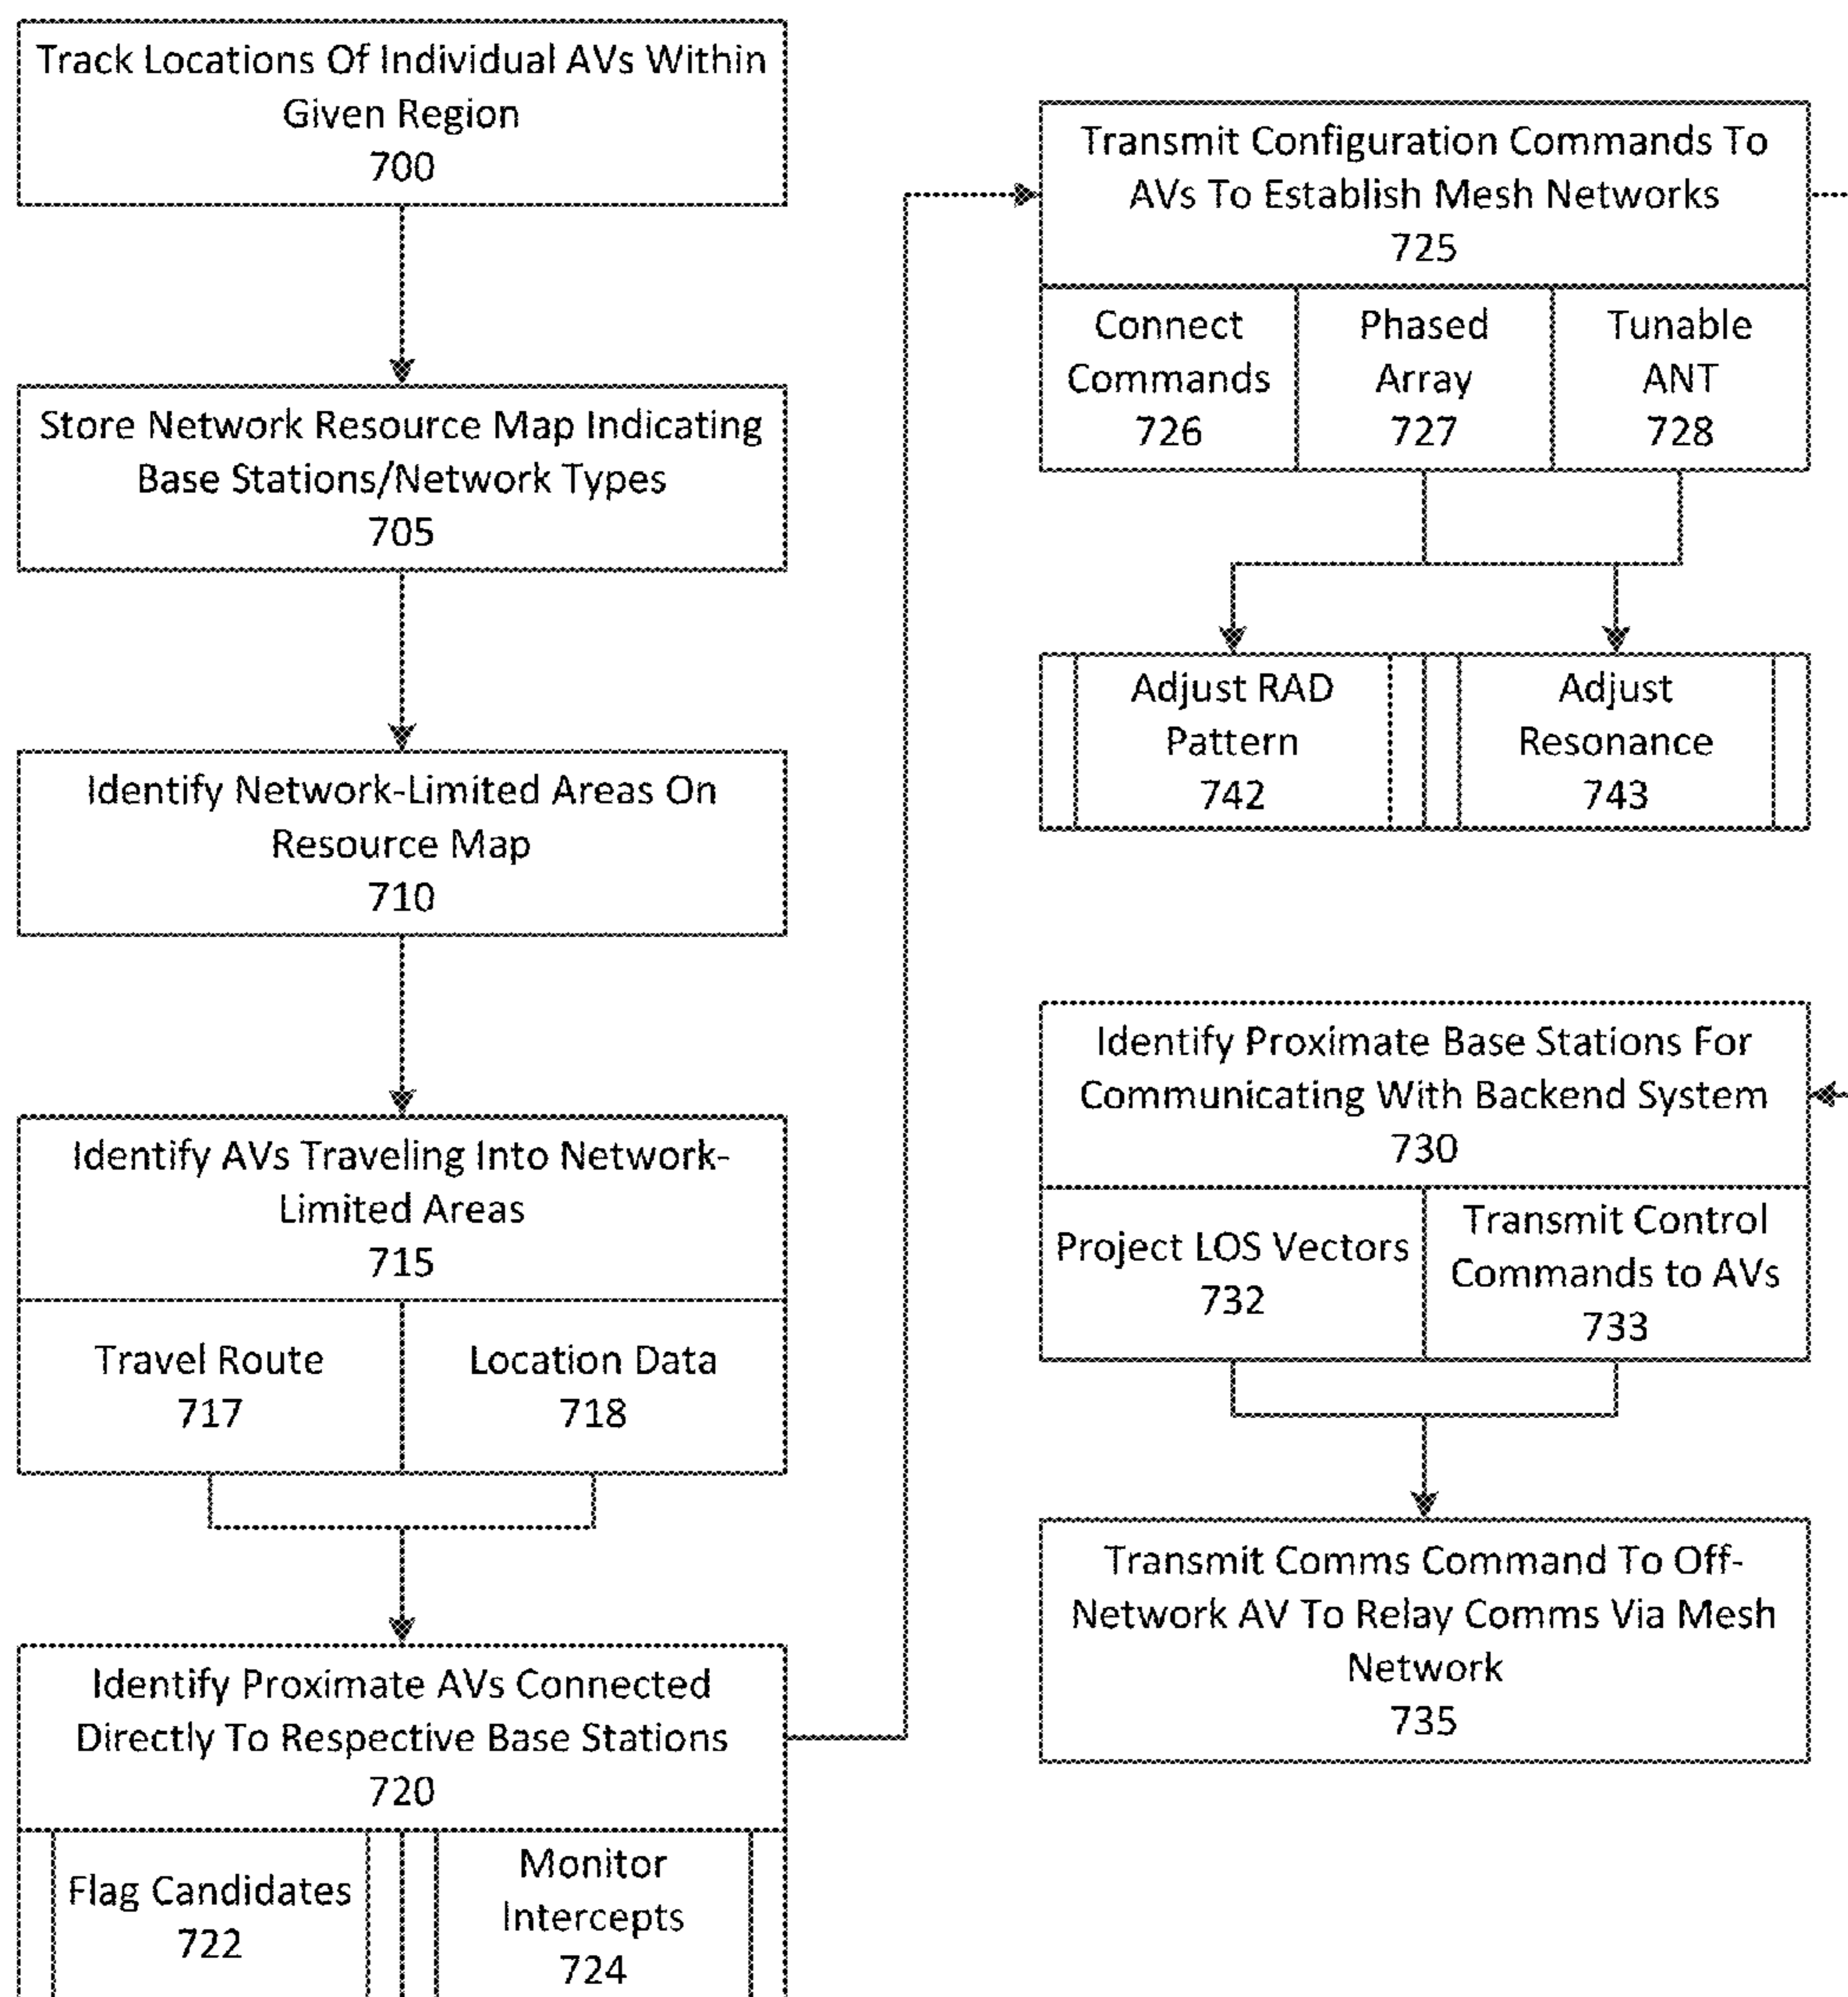 Track Locations Of Individual AVs Within
Given Region
700
Store Network Resource Map Indicating
Base Stations/Network Types
705
Identify Network-Limited Areas On
Resource Map
710
Identify AVs Traveling Into Network-
Limited Areas
715
Travel Route
717
Location Data
718
Identify Proximate AVs Connected
Directly To Respective Base Stations
720
Flag Candidates
722
Monitor
Intercepts
724
Transmit Configuration Commands To
AVs To Establish Mesh Networks
725
Connect
Commands
726
Phased
Array
727
Tunable
ANT
728
Adjust RAD
Pattern
742
Adjust
Resonance
743
Identify Proximate Base Stations For
Communicating With Backend System
730
Project LOS Vectors
732
Transmit Control
Commands to AVs
733
Transmit Comms Command To Off-
Network AV To Relay Comms Via Mesh
Network
735